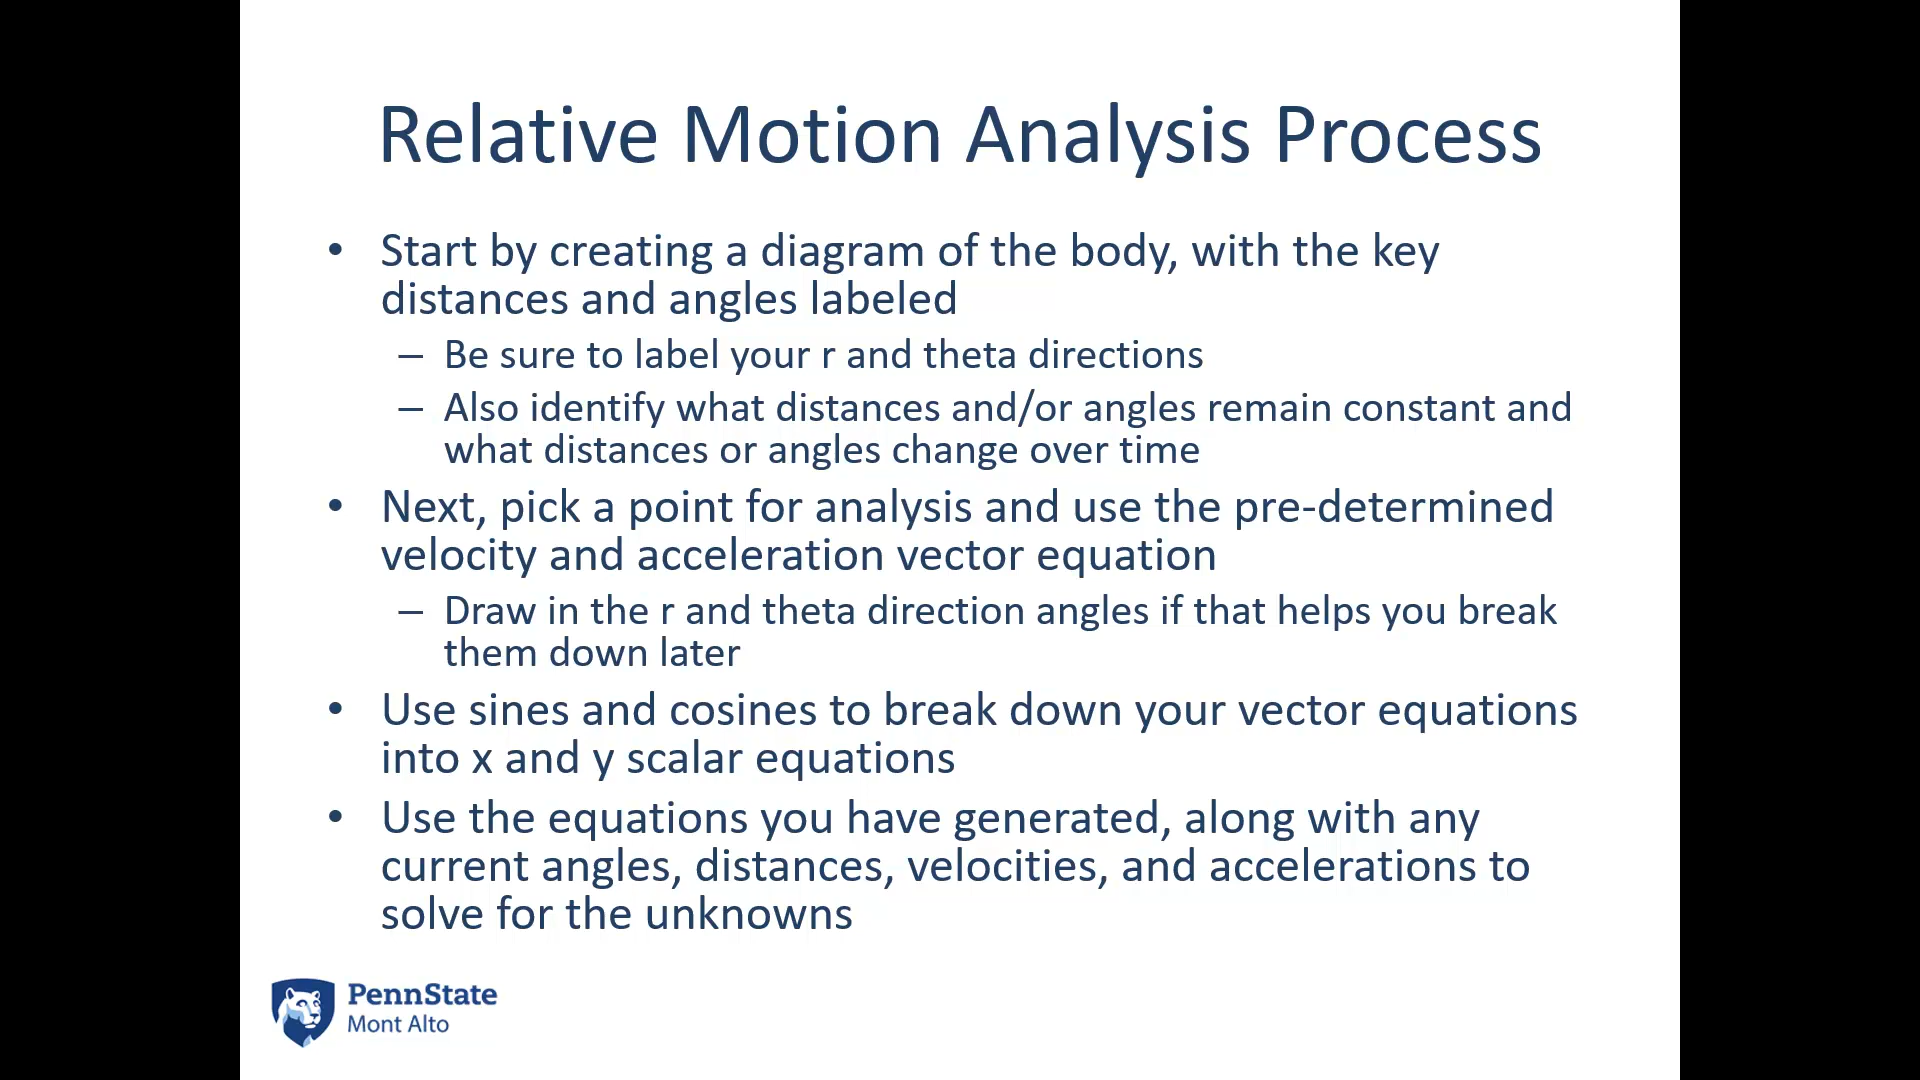 Relative Motion Analysis Process
• Start by creating a diagram of the body, with the key
distances and angles labeled
– Be sure to label your r and theta directions
– Also identify what distances and/or angles remain constant and
what distances or angles change over time
• Next, pick a point for analysis and use the pre-determined
velocity and acceleration vector equation
– Draw in the r and theta direction angles if that helps you break
them down later
• Use sines and cosines to break down your vector equations
into x and y scalar equations
• Use the equations you have generated, along with any
current angles, distances, velocities, and accelerations to
solve for the unknowns
PennState
Mont Alto